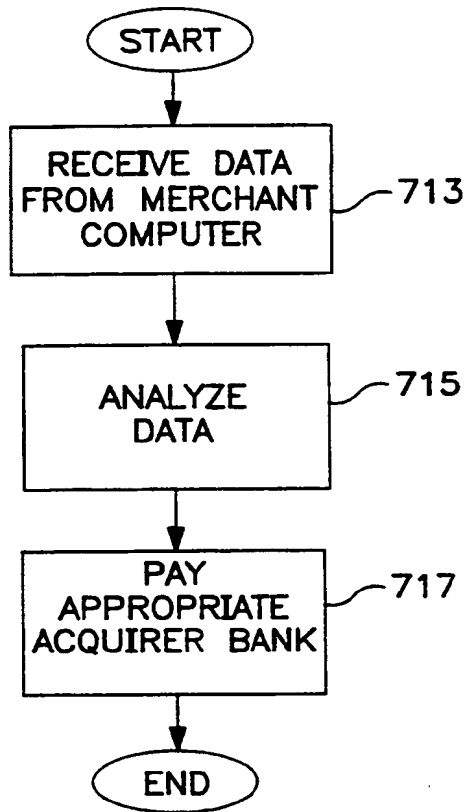 START
RECEIVE DATA
FROM MERCHANT
COMPUTER
713
ANALYZE
DATA
715
PAY
APPROPRIATE
ACQUIRER BANK
717
END